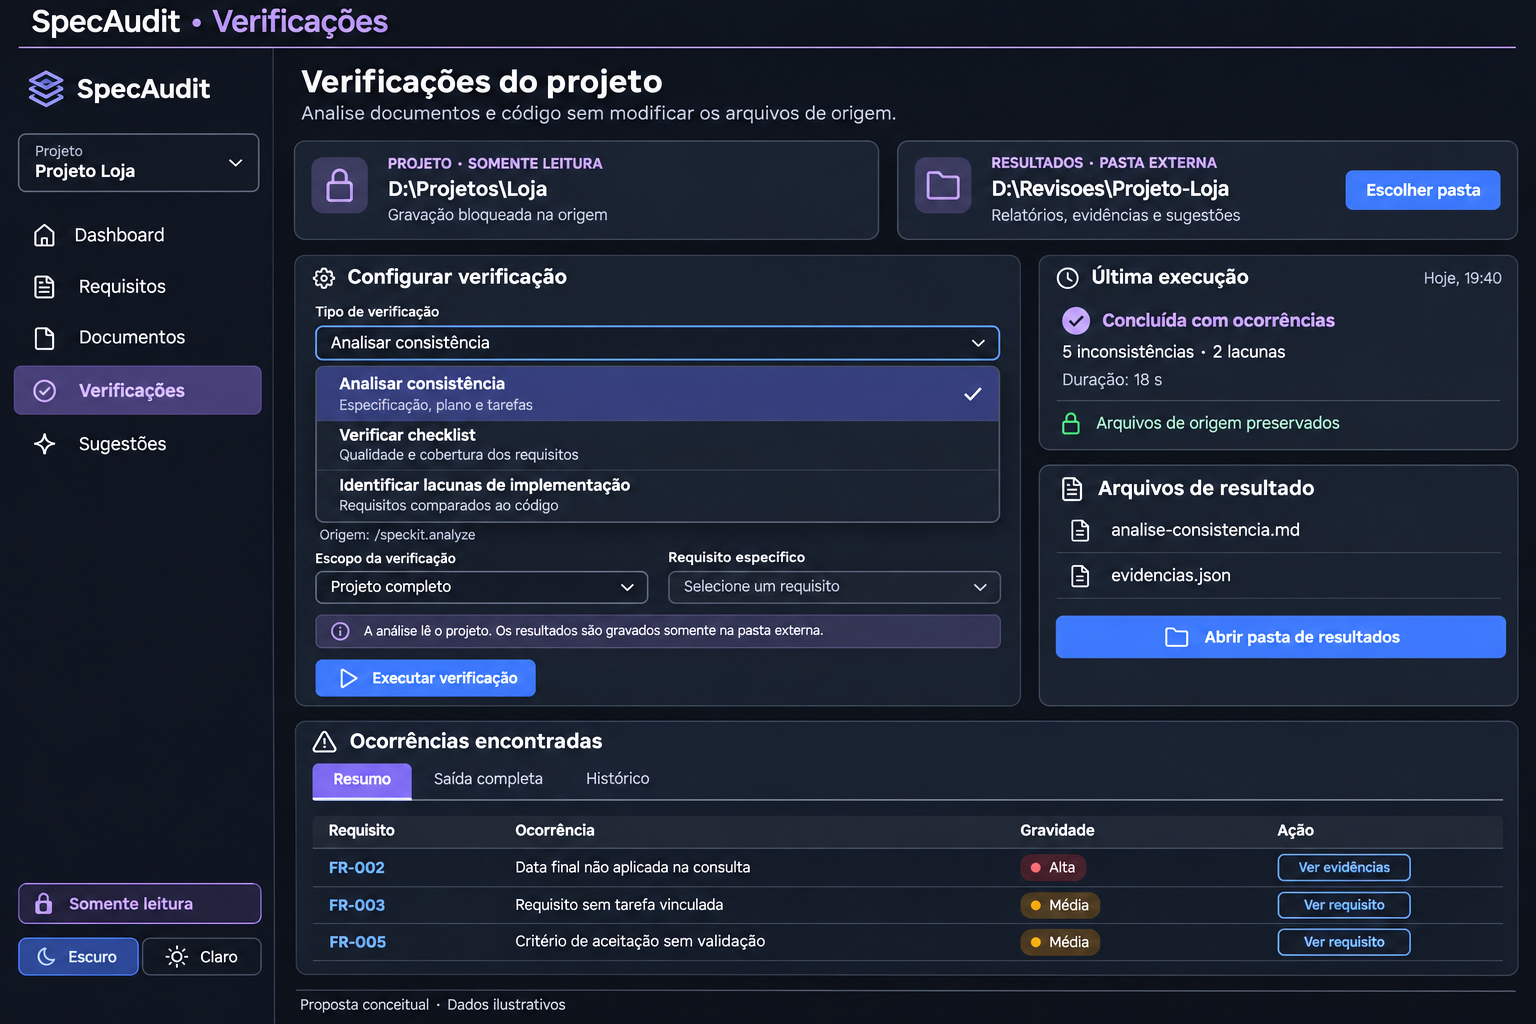 SpecAudit • Verificações
SpecAudit
Projeto
Projeto Loja
Dashboard
Requisitos
Documentos
Verificações
Sugestões
Somente leitura
Escuro
Claro
Verificações do projeto
Analise documentos e código sem modificar os arquivos de origem.
PROJETO • SOMENTE LEITURA
D:\Projetos\Loja
Gravação bloqueada na origem
RESULTADOS • PASTA EXTERNA
D:\Revisoes\Projeto-Loja
Relatórios, evidências e sugestões
Escolher pasta
Configurar verificação
Tipo de verificação
Analisar consistência
Analisar consistência
Especificação, plano e tarefas
Verificar checklist
Qualidade e cobertura dos requisitos
Identificar lacunas de implementação
Requisitos comparados ao código
Origem: /speckit.analyze
Escopo da verificação
Projeto completo
Requisito específico
Selecione um requisito
A análise lê o projeto. Os resultados são gravados somente na pasta externa.
Executar verificação
Última execução
Hoje, 19:40
Concluída com ocorrências
5 inconsistências • 2 lacunas
Duração: 18 s
Arquivos de origem preservados
Arquivos de resultado
analise-consistencia.md
evidencias.json
Abrir pasta de resultados
Ocorrências encontradas
Resumo Saída completa Histórico
Requisito Ocorrência Gravidade Ação
FR-002 Data final não aplicada na consulta Alta Ver evidências
FR-003 Requisito sem tarefa vinculada Média Ver requisito
FR-005 Critério de aceitação sem validação Média Ver requisito
Proposta conceitual • Dados ilustrativos